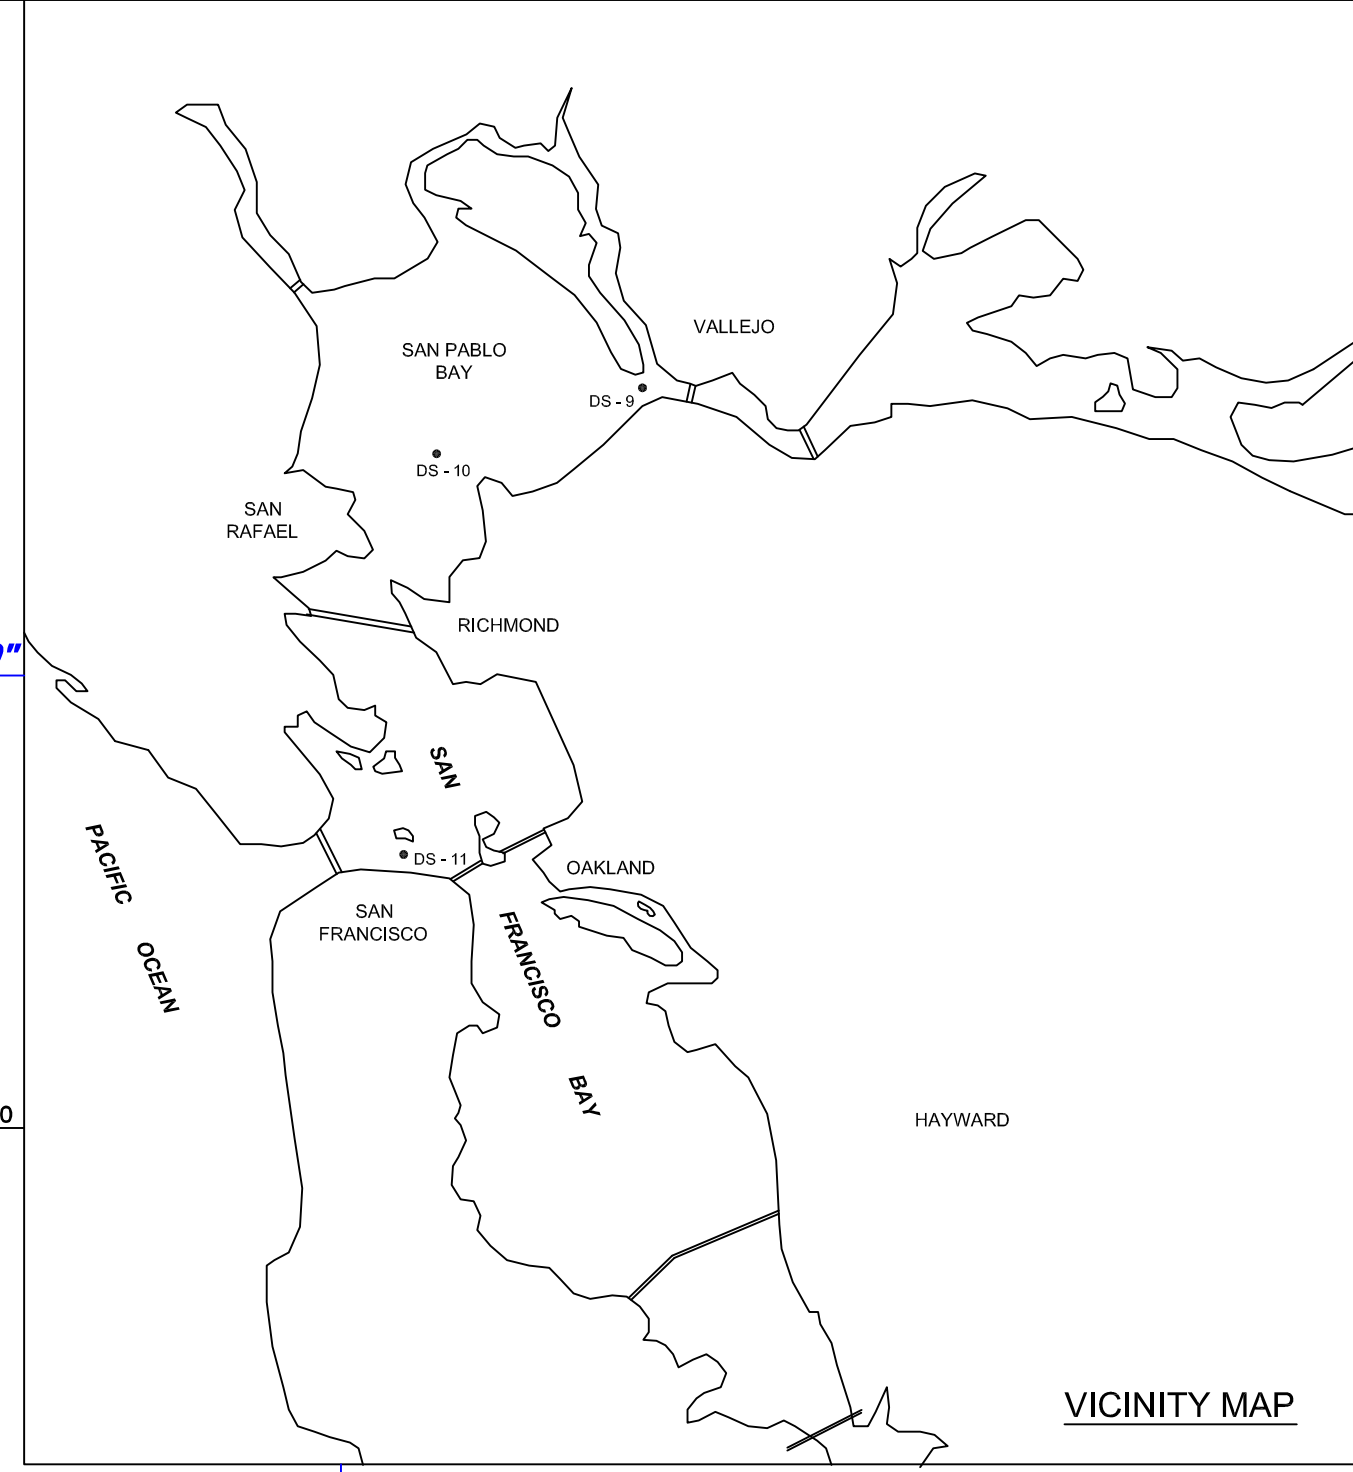 VALLEJO
SAN PABLO
BAY
DS - 9
DS - 10
SAN
RAFAEL
RICHMOND
SAN
FRANCISCO
BAY
PACIFIC
OCEAN
DS - 11
OAKLAND
SAN
FRANCISCO
HAYWARD
VICINITY MAP